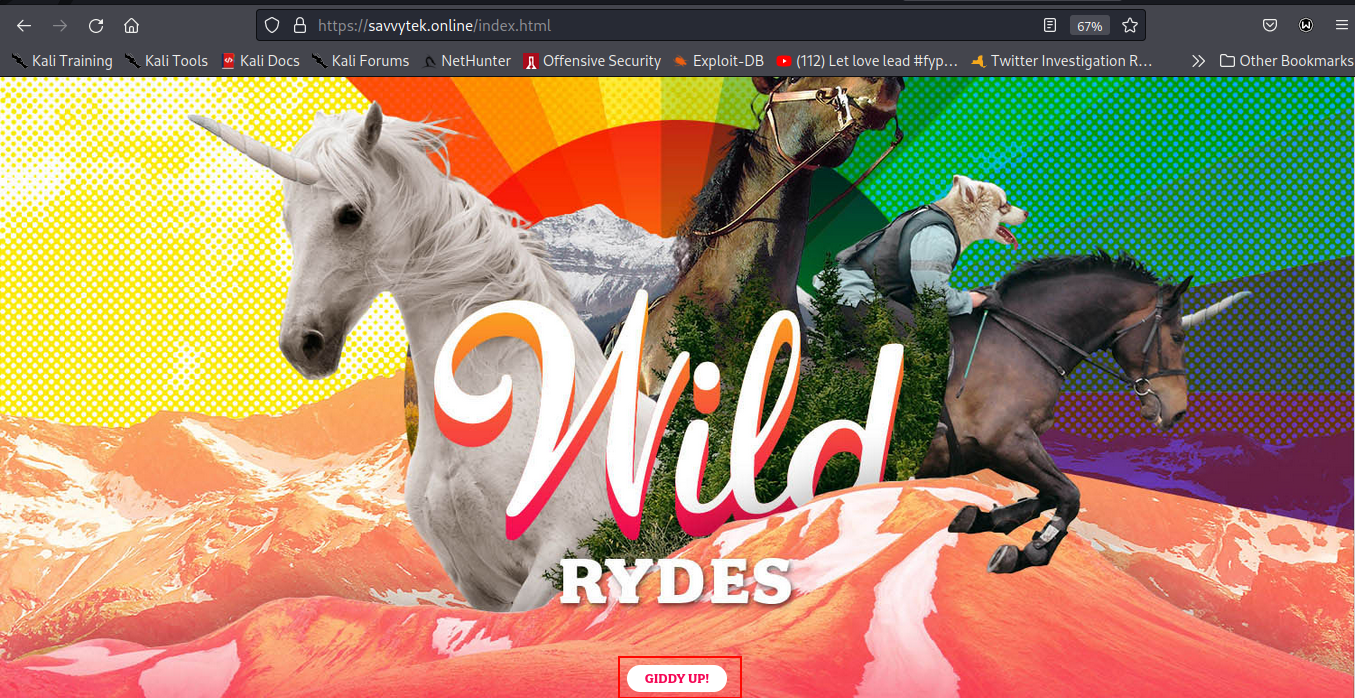 https://savvytek.online/index.html
67%
Kali Training Kali Tools Kali Docs Kali Forums NetHunter Offensive Security Exploit-DB (112) Let love lead #fyp… Twitter Investigation R… Other Bookmarks
Wild
RYDES
GIDDY UP!